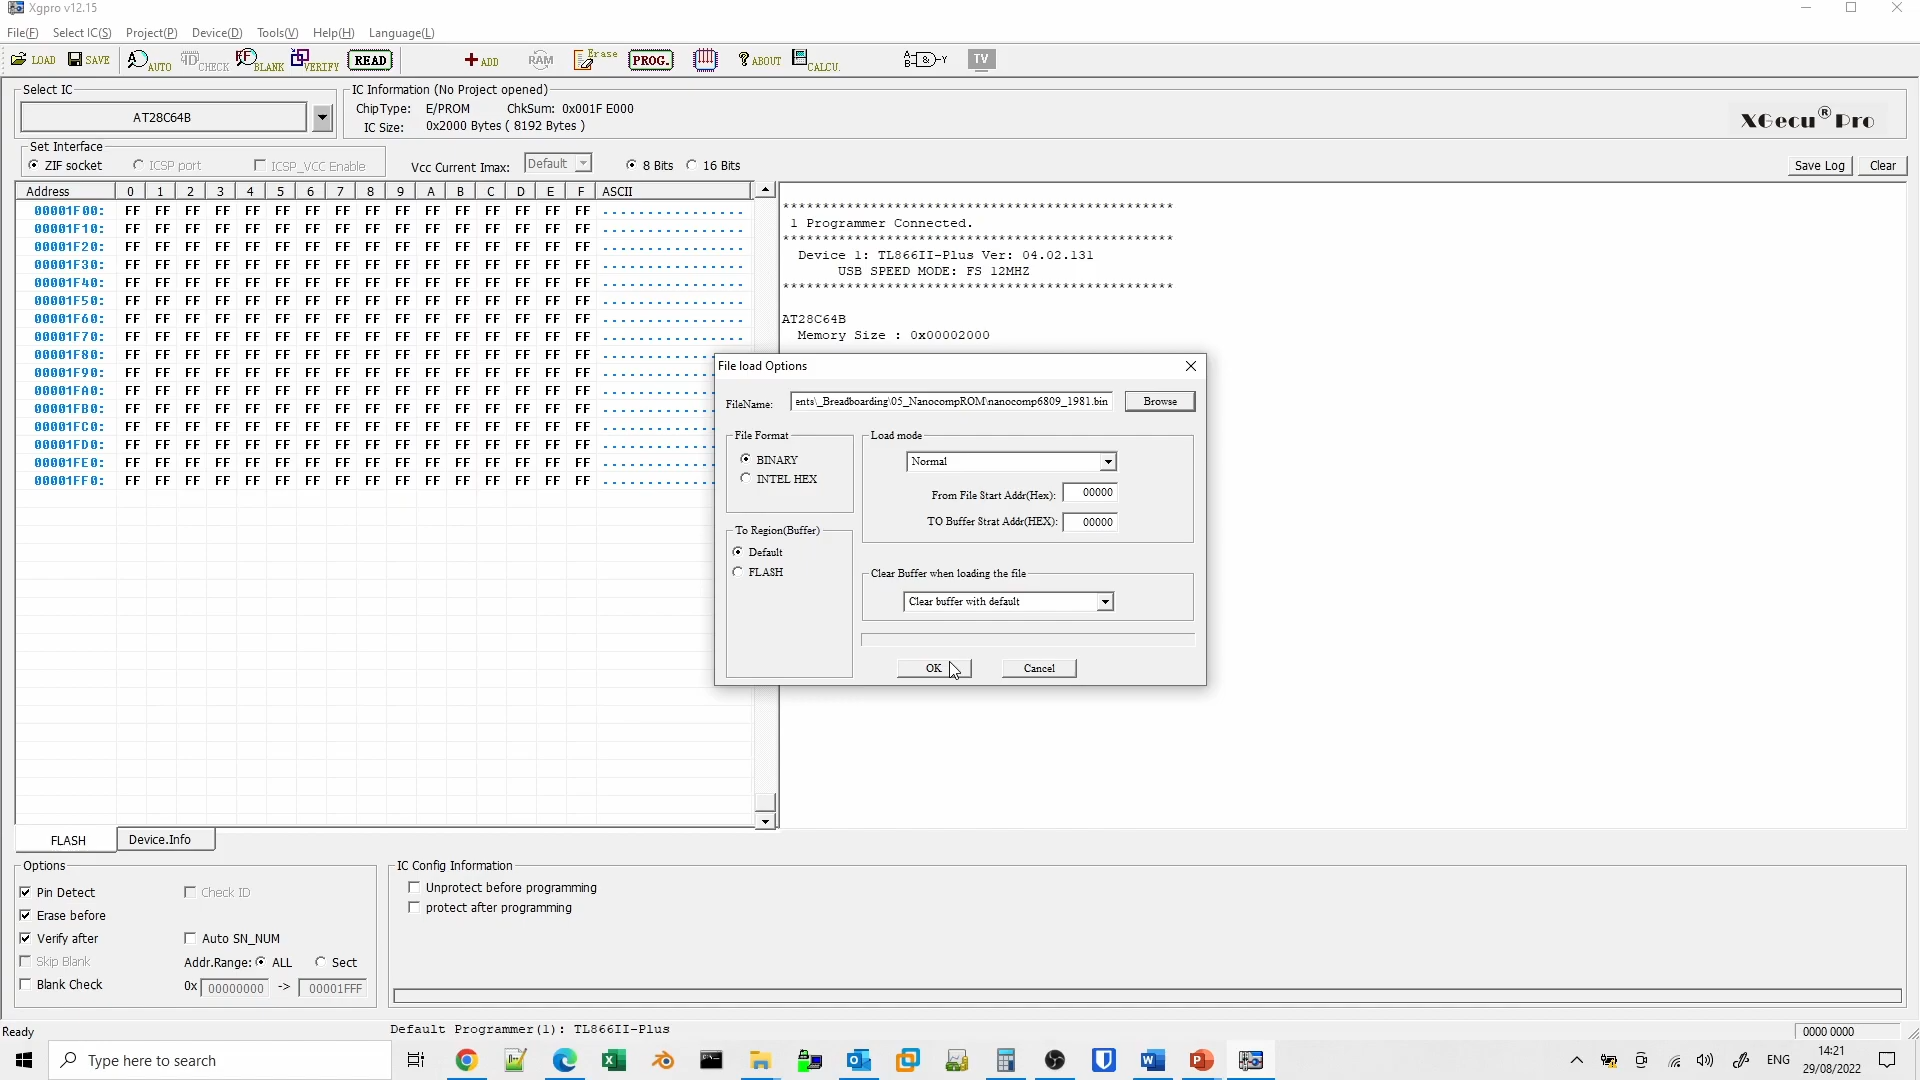 Xgpro v12.15
File(F) Select IC(S) Project(P) Device(D) Tools(V) Help(H) Language(L)
LOAD SAVE AUTO CHECK BLANK VERIFY READ ADD RAM Erase PROG. ? ABOUT CALCU. TV
Select IC
AT28C64B
IC Information (No Project opened)
ChipType: E/PROM ChkSum: 0x001F E000
IC Size: 0x2000 Bytes ( 8192 Bytes )
XGecu® Pro
Set Interface
ZIF socket ICSP port ICSP_VCC Enable Vcc Current Imax: Default 8 Bits 16 Bits Save Log Clear
Address 0 1 2 3 4 5 6 7 8 9 A B C D E F ASCII
00001F00: FF FF FF FF FF FF FF FF FF FF FF FF FF FF FF FF ................
00001F10: FF FF FF FF FF FF FF FF FF FF FF FF FF FF FF FF ................
00001F20: FF FF FF FF FF FF FF FF FF FF FF FF FF FF FF FF ................
00001F30: FF FF FF FF FF FF FF FF FF FF FF FF FF FF FF FF ................
00001F40: FF FF FF FF FF FF FF FF FF FF FF FF FF FF FF FF ................
00001F50: FF FF FF FF FF FF FF FF FF FF FF FF FF FF FF FF ................
00001F60: FF FF FF FF FF FF FF FF FF FF FF FF FF FF FF FF ................
00001F70: FF FF FF FF FF FF FF FF FF FF FF FF FF FF FF FF ................
00001F80: FF FF FF FF FF FF FF FF FF FF FF FF FF FF FF FF
00001F90: FF FF FF FF FF FF FF FF FF FF FF FF FF FF FF FF
00001FA0: FF FF FF FF FF FF FF FF FF FF FF FF FF FF FF FF
00001FB0: FF FF FF FF FF FF FF FF FF FF FF FF FF FF FF FF
00001FC0: FF FF FF FF FF FF FF FF FF FF FF FF FF FF FF FF
00001FD0: FF FF FF FF FF FF FF FF FF FF FF FF FF FF FF FF
00001FE0: FF FF FF FF FF FF FF FF FF FF FF FF FF FF FF FF
00001FF0: FF FF FF FF FF FF FF FF FF FF FF FF FF FF FF FF
*************************************************
1 Programmer Connected.
*************************************************
Device 1: TL866II-Plus Ver: 04.02.131
USB SPEED MODE: FS 12MHZ
*************************************************
AT28C64B
Memory Size : 0x00002000
File load Options
FileName: ents\_Breadboarding\05_NanocompROM\nanocomp6809_1981.bin Browse
File Format
BINARY
INTEL HEX
Load mode
Normal
From File Start Addr(Hex): 00000
TO Buffer Strat Addr(HEX): 00000
To Region(Buffer)
Default
FLASH
Clear Buffer when loading the file
Clear buffer with default
OK Cancel
FLASH Device.Info
Options
Pin Detect Check ID
Erase before
Verify after Auto SN_NUM
Skip Blank Addr.Range: ALL Sect
Blank Check 0x 00000000 -> 00001FFF
IC Config Information
Unprotect before programming
protect after programming
Ready Default Programmer(1): TL866II-Plus 0000 0000
Type here to search
ENG
14:21
29/08/2022